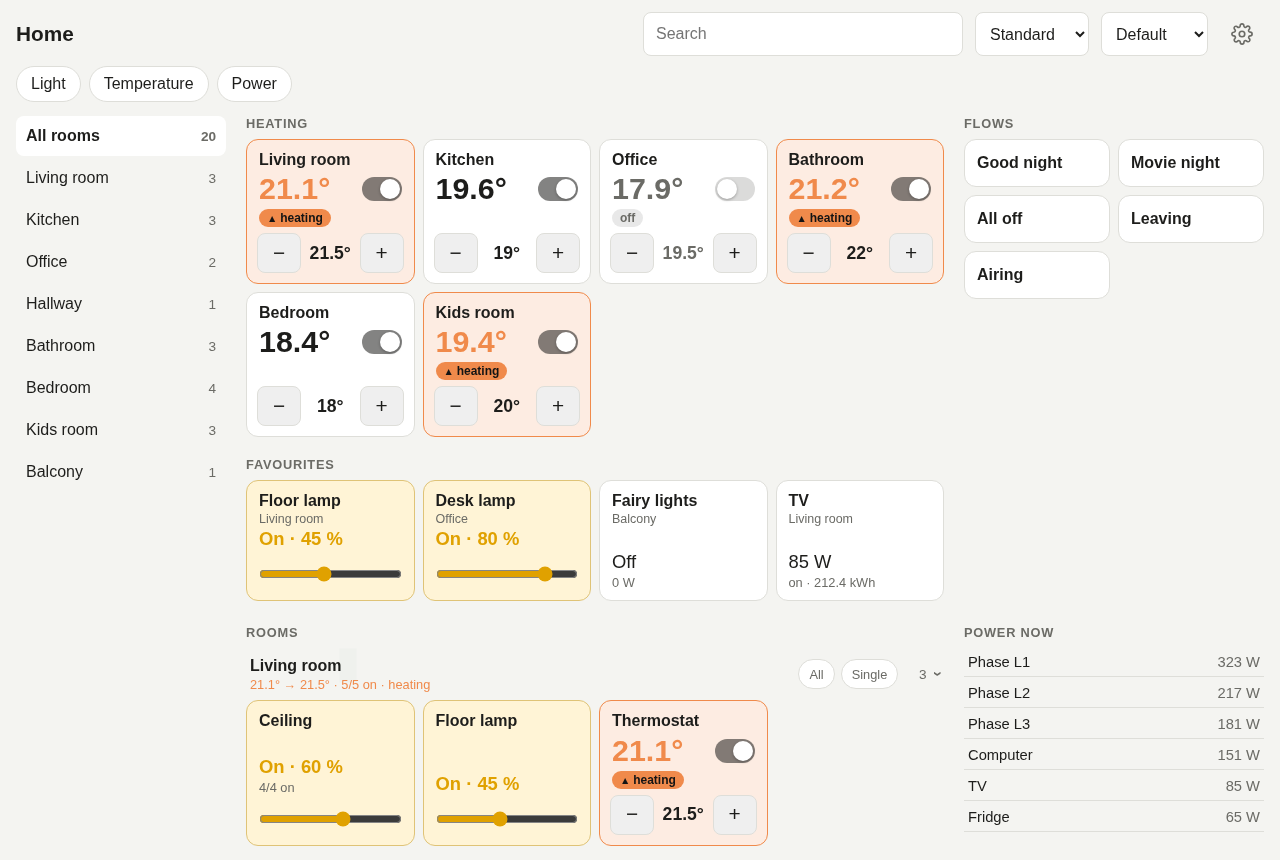 Home
Search
Standard
Default
Light
Temperature
Power
All rooms 20
Living room 3
Kitchen 3
Office 2
Hallway 1
Bathroom 3
Bedroom 4
Kids room 3
Balcony 1
HEATING
Living room
21.1°
▲ heating
− 21.5° +
Kitchen
19.6°
− 19° +
Office
17.9°
off
− 19.5° +
Bathroom
21.2°
▲ heating
− 22° +
Bedroom
18.4°
− 18° +
Kids room
19.4°
▲ heating
− 20° +
FAVOURITES
Floor lamp
Living room
On · 45 %
Desk lamp
Office
On · 80 %
Fairy lights
Balcony
Off
0 W
TV
Living room
85 W
on · 212.4 kWh
ROOMS
Living room
21.1° → 21.5° · 5/5 on · heating
All
Single
3
Ceiling
On · 60 %
4/4 on
Floor lamp
On · 45 %
Thermostat
21.1°
▲ heating
− 21.5° +
FLOWS
Good night
Movie night
All off
Leaving
Airing
POWER NOW
Phase L1 323 W
Phase L2 217 W
Phase L3 181 W
Computer 151 W
TV 85 W
Fridge 65 W